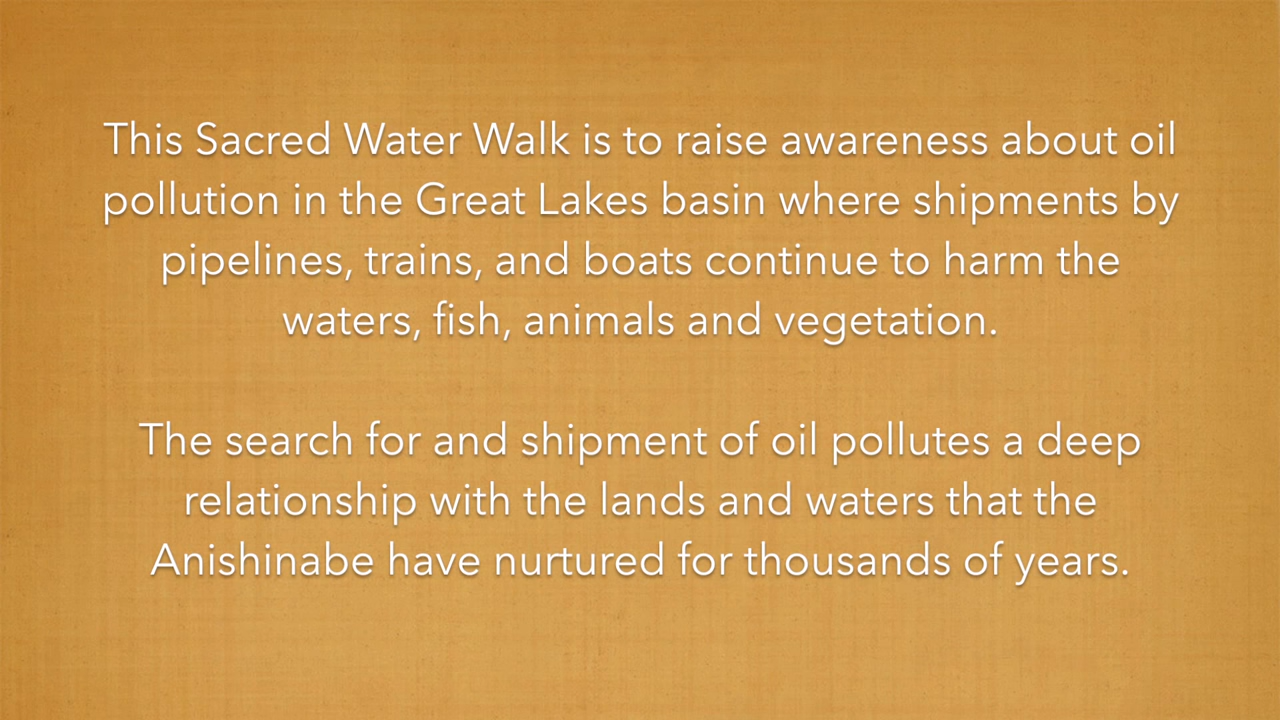 This Sacred Water Walk is to raise awareness about oil
pollution in the Great Lakes basin where shipments by
pipelines, trains, and boats continue to harm the
waters, fish, animals and vegetation.
The search for and shipment of oil pollutes a deep
relationship with the lands and waters that the
Anishinabe have nurtured for thousands of years.